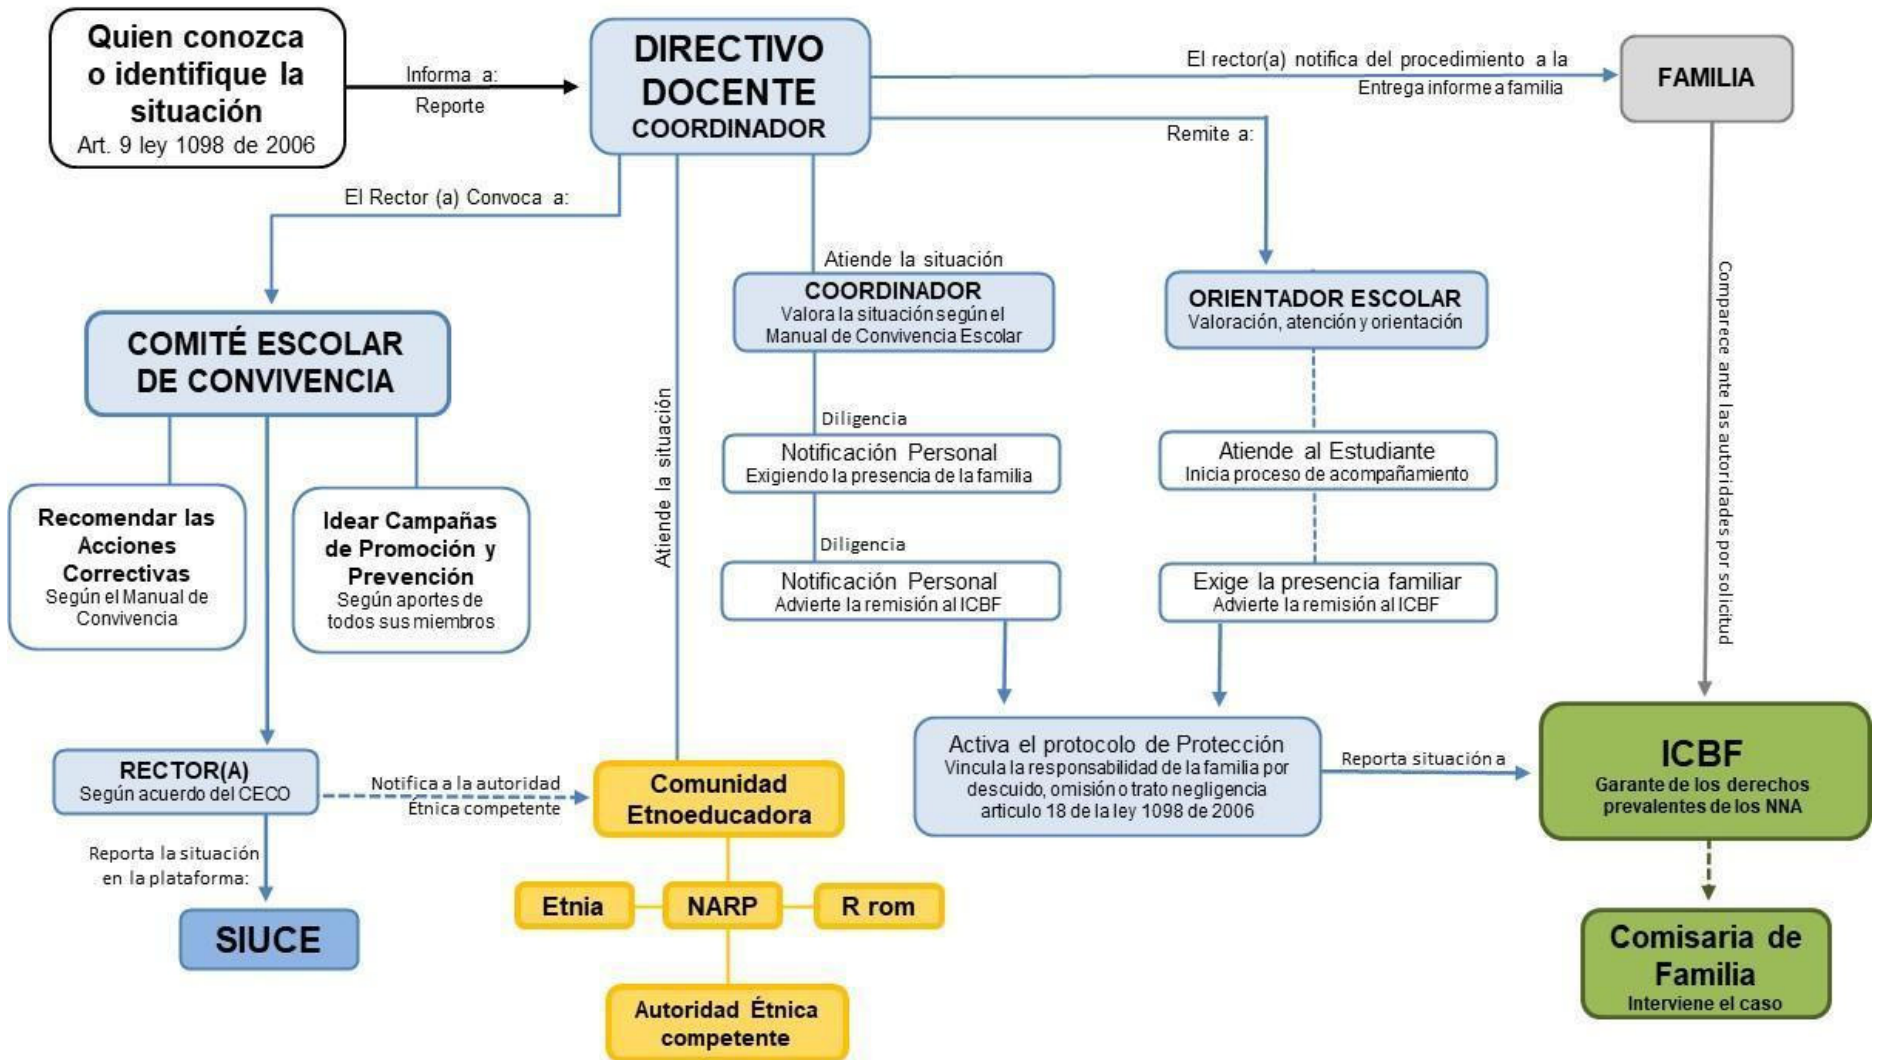 Quien conozca
o identifique la
situación
Art. 9 ley 1098 de 2006
Informa a:
Reporte
DIRECTIVO
DOCENTE
COORDINADOR
El rector(a) notifica del procedimiento a la
Entrega informe a familia
FAMILIA
Remite a:
El Rector (a) Convoca a:
Atiende la situación
COORDINADOR
Valora la situación según el
Manual de Convivencia Escolar
ORIENTADOR ESCOLAR
Valoración, atención y orientación
Comparece ante las autoridades por solicitud
COMITÉ ESCOLAR
DE CONVIVENCIA
Atiende la situación
Diligencia
Notificación Personal
Exigiendo la presencia de la familia
Atiende al Estudiante
Inicia proceso de acompañamiento
Recomendar las
Acciones
Correctivas
Según el Manual de
Convivencia
Idear Campañas
de Promoción y
Prevención
Según aportes de
todos sus miembros
Diligencia
Notificación Personal
Advierte la remisión al ICBF
Exige la presencia familiar
Advierte la remisión al ICBF
RECTOR(A)
Según acuerdo del CECO
Notifica a la autoridad
Étnica competente
Comunidad
Etnoeducadora
Activa el protocolo de Protección
Vincula la responsabilidad de la familia por
descuido, omisión o trato negligencia
articulo 18 de la ley 1098 de 2006
Reporta situación a
ICBF
Garante de los derechos
prevalentes de los NNA
Reporta la situación
en la plataforma:
SIUCE
Etnia
NARP
R rom
Autoridad Étnica
competente
Comisaria de
Familia
Interviene el caso